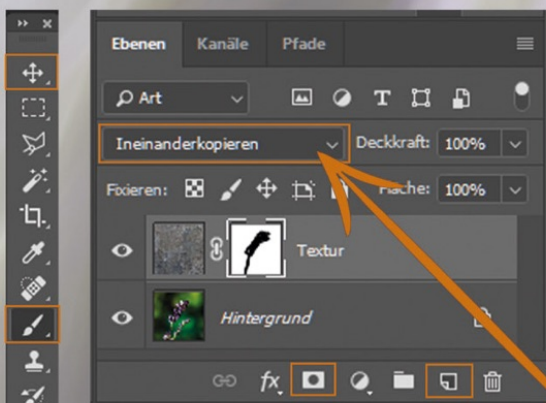 Ebenen Kanäle Pfade
Art
Ineinanderkopieren Deckkraft: 100%
Fixieren: Fläche: 100%
Textur
Hintergrund
fx